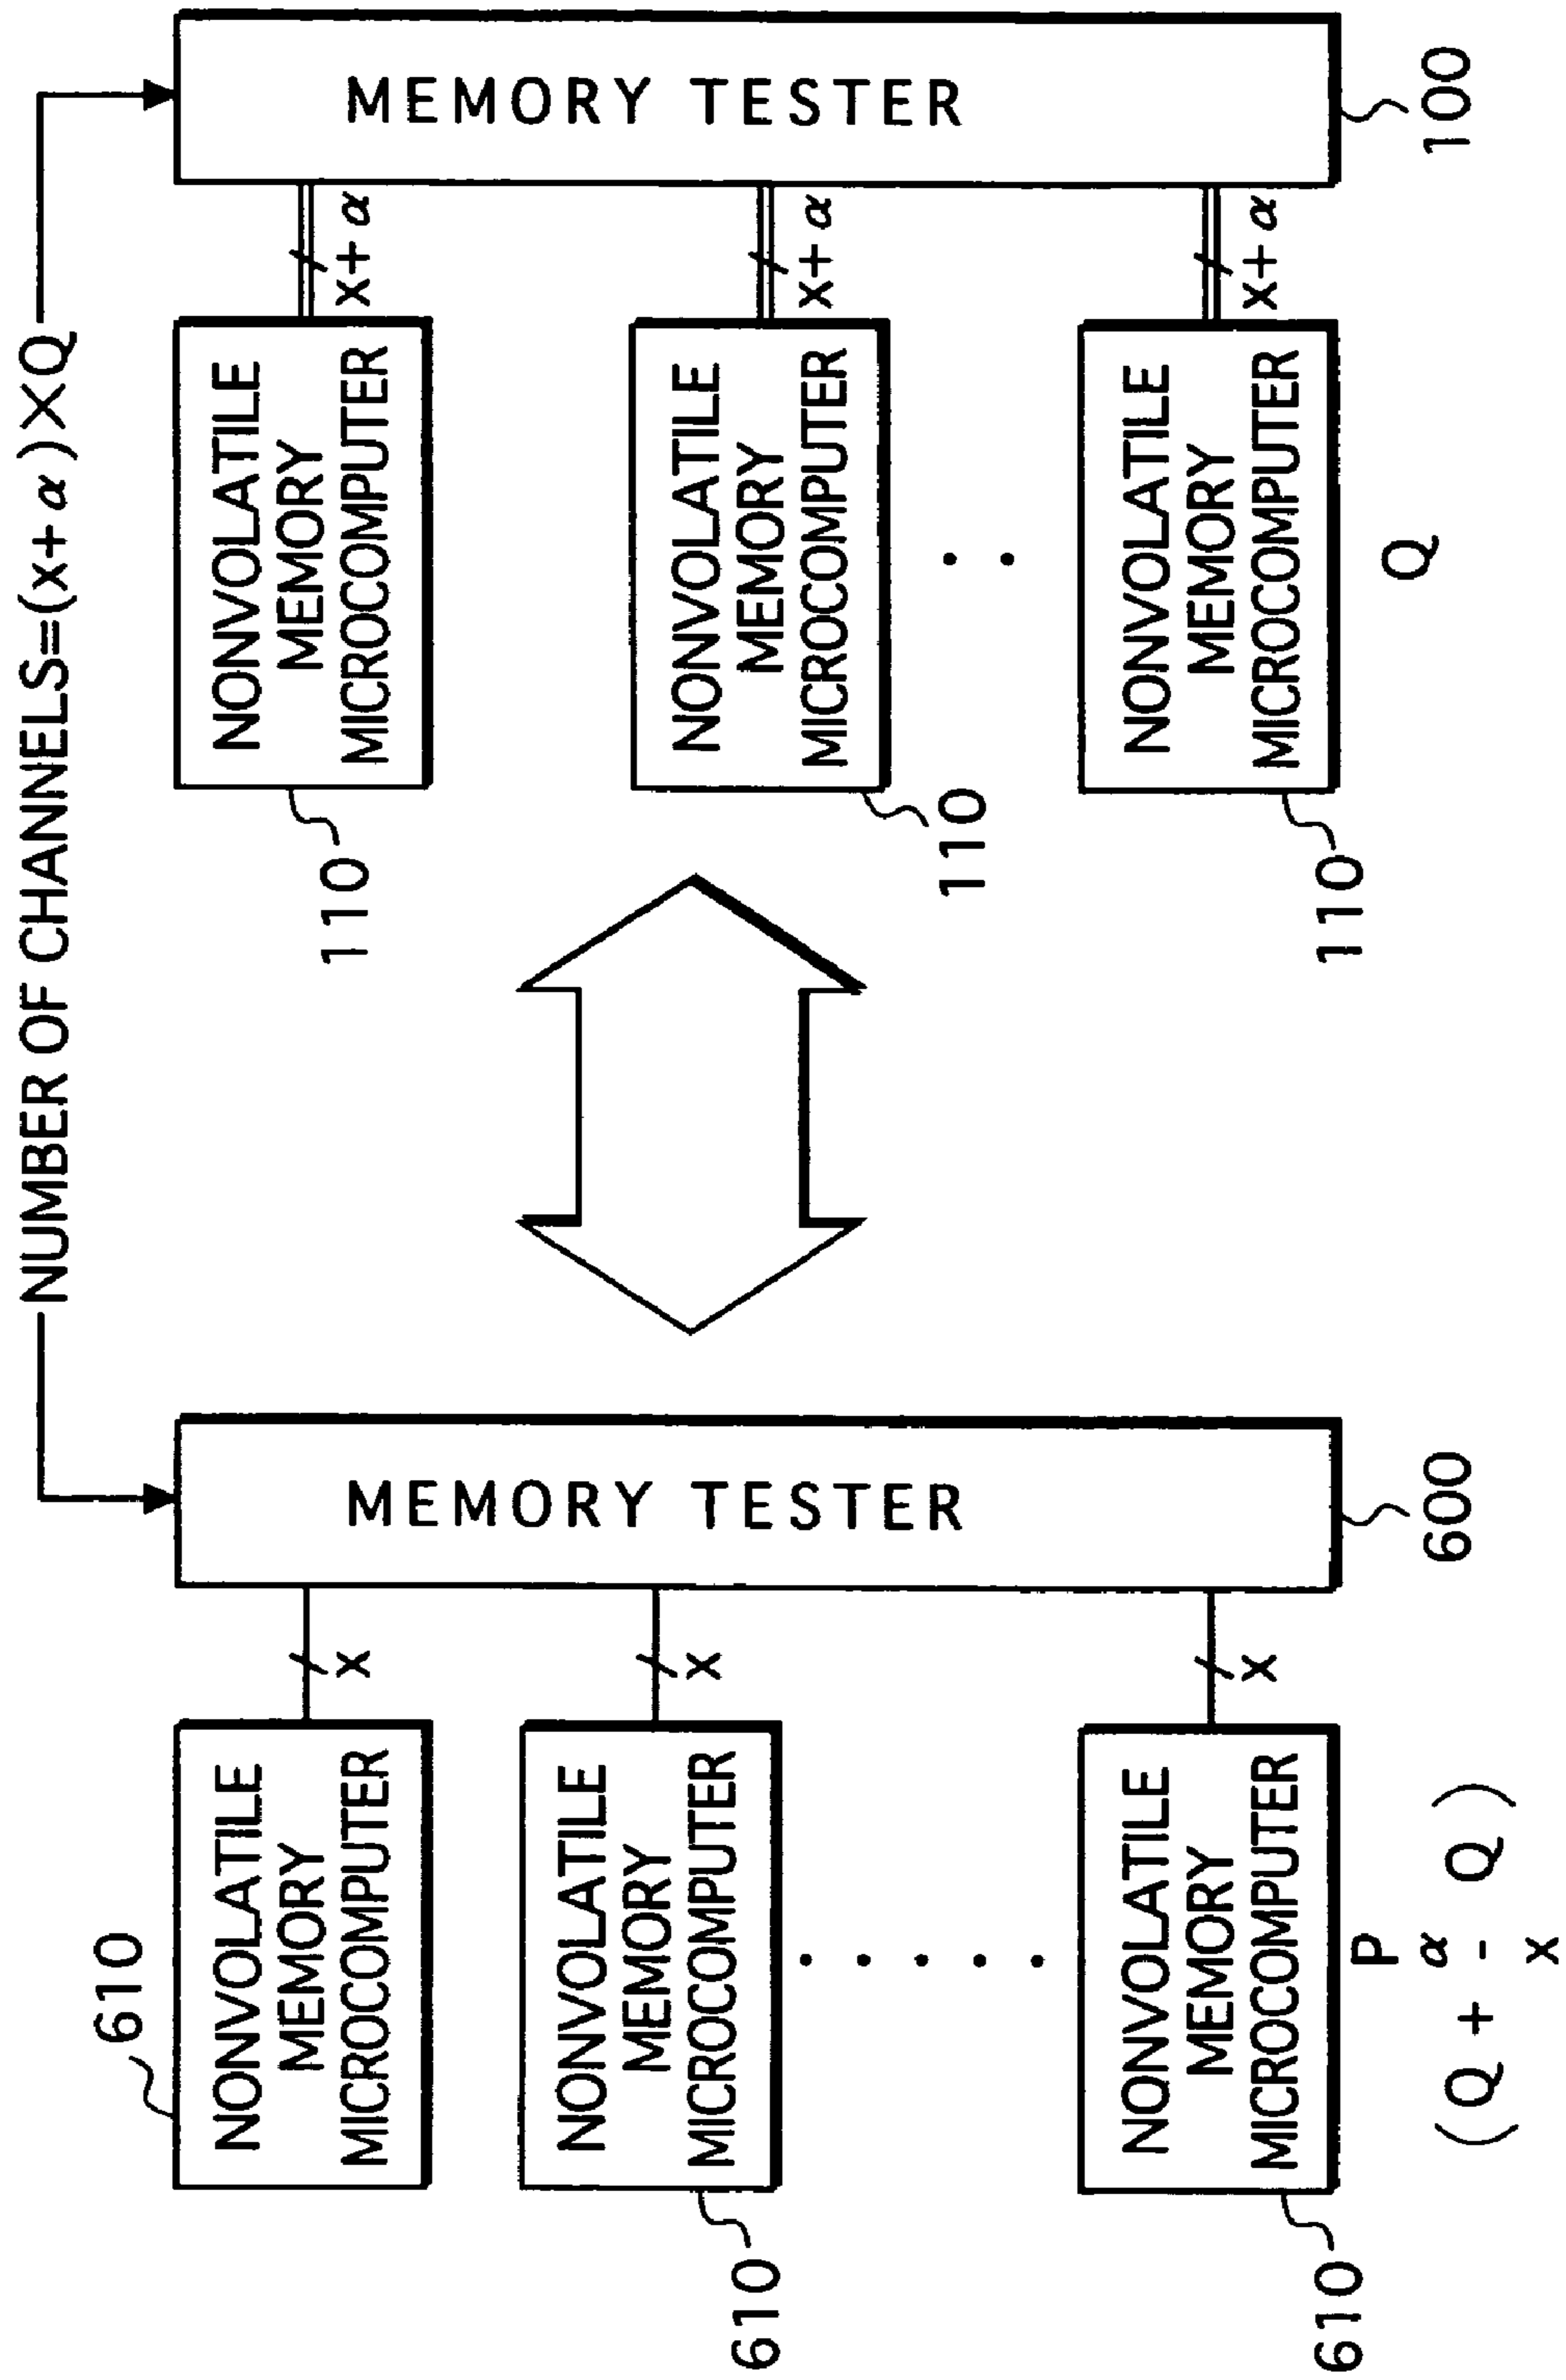 NUMBER OF CHANNELS=(x+α)×Q
610
NONVOLATILE
MEMORY
MICROCOMPUTER
x
610
NONVOLATILE
MEMORY
MICROCOMPUTER
x
. . . . .
610
NONVOLATILE
MEMORY
MICROCOMPUTER
x
P
(Q + α/x Q)
MEMORY TESTER
600
110
NONVOLATILE
MEMORY
MICROCOMPUTER
x+α
110
NONVOLATILE
MEMORY
MICROCOMPUTER
x+α
. .
110
NONVOLATILE
MEMORY
MICROCOMPUTER
x+α
Q
MEMORY TESTER
100